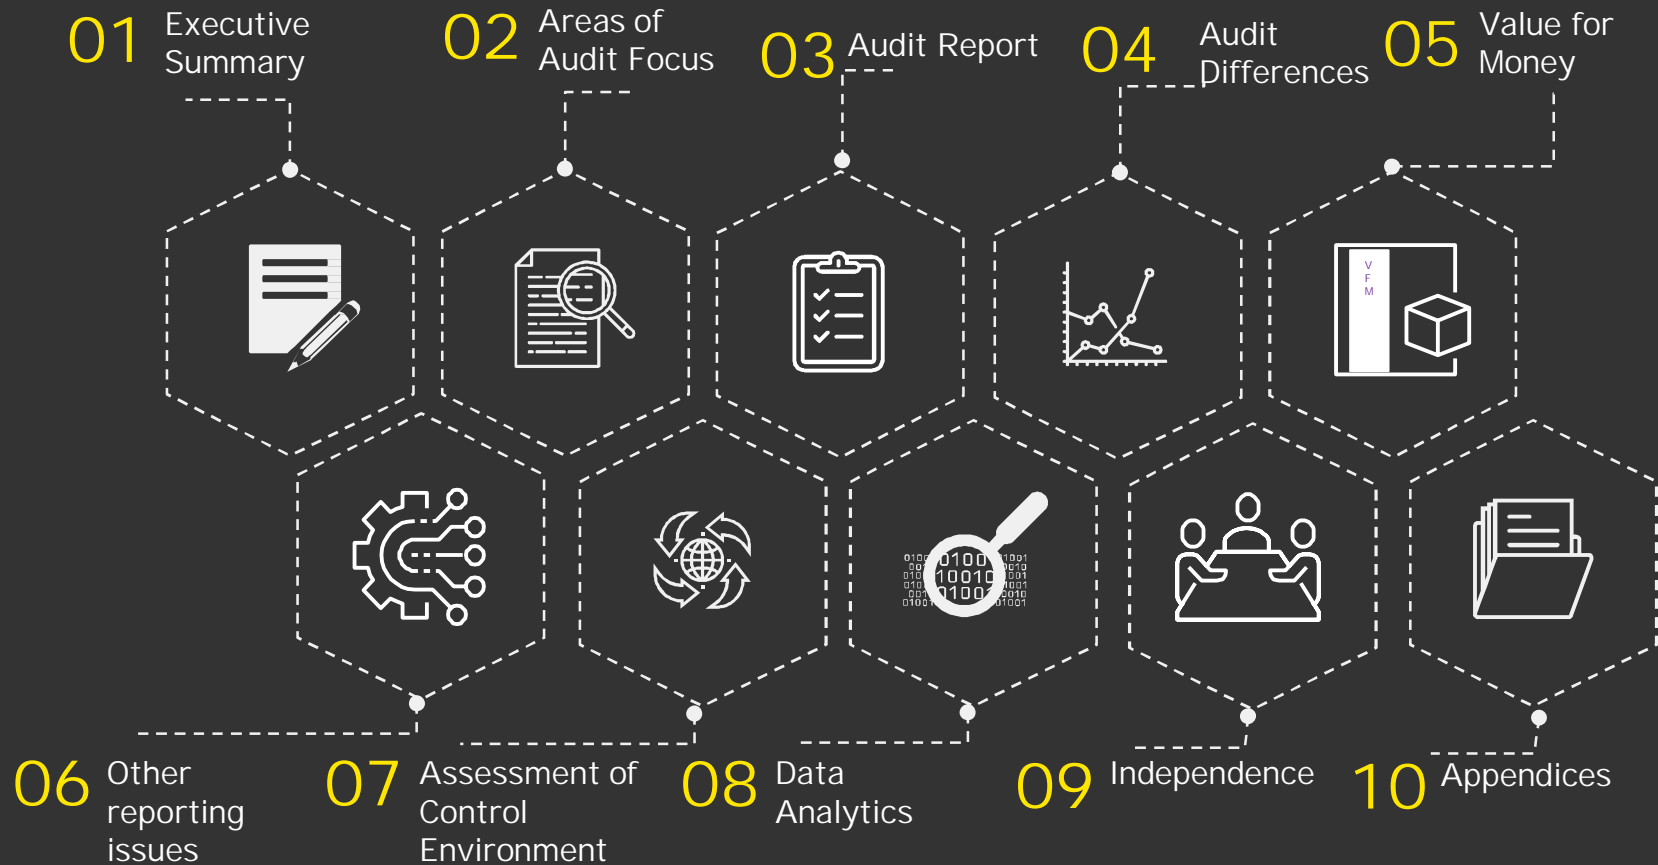 01 Executive
Summary
02 Areas of
Audit Focus
03 Audit Report
04 Audit
Differences
05 Value for
Money
V
F
M
06 Other
reporting
issues
07 Assessment of
Control
Environment
08 Data
Analytics
09 Independence
10 Appendices